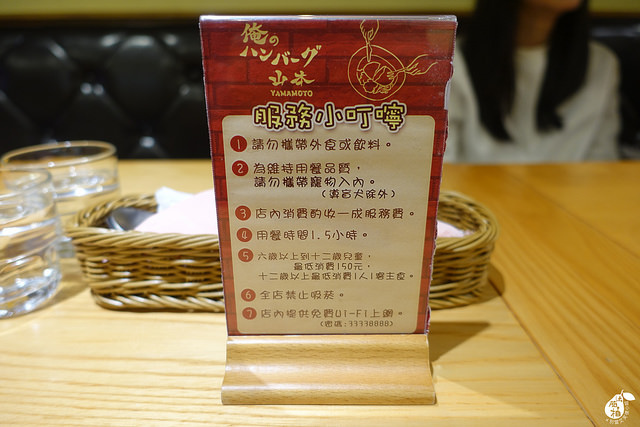 俺の
ハンバーグ
山本
YAMAMOTO
服務小叮嚀
1 請勿攜帶外食或飲料。
2 為維持用餐品質，
請勿攜帶寵物入內。
(導盲犬除外)
3 店內消費酌收一成服務費。
4 用餐時間1.5小時。
5 六歲以上到十二歲兒童，
最低消費150元，
十二歲以上最低消費1人1客主食。
6 全店禁止吸菸。
7 店內提供免費Wi-Fi上網。
(密碼:33338888)